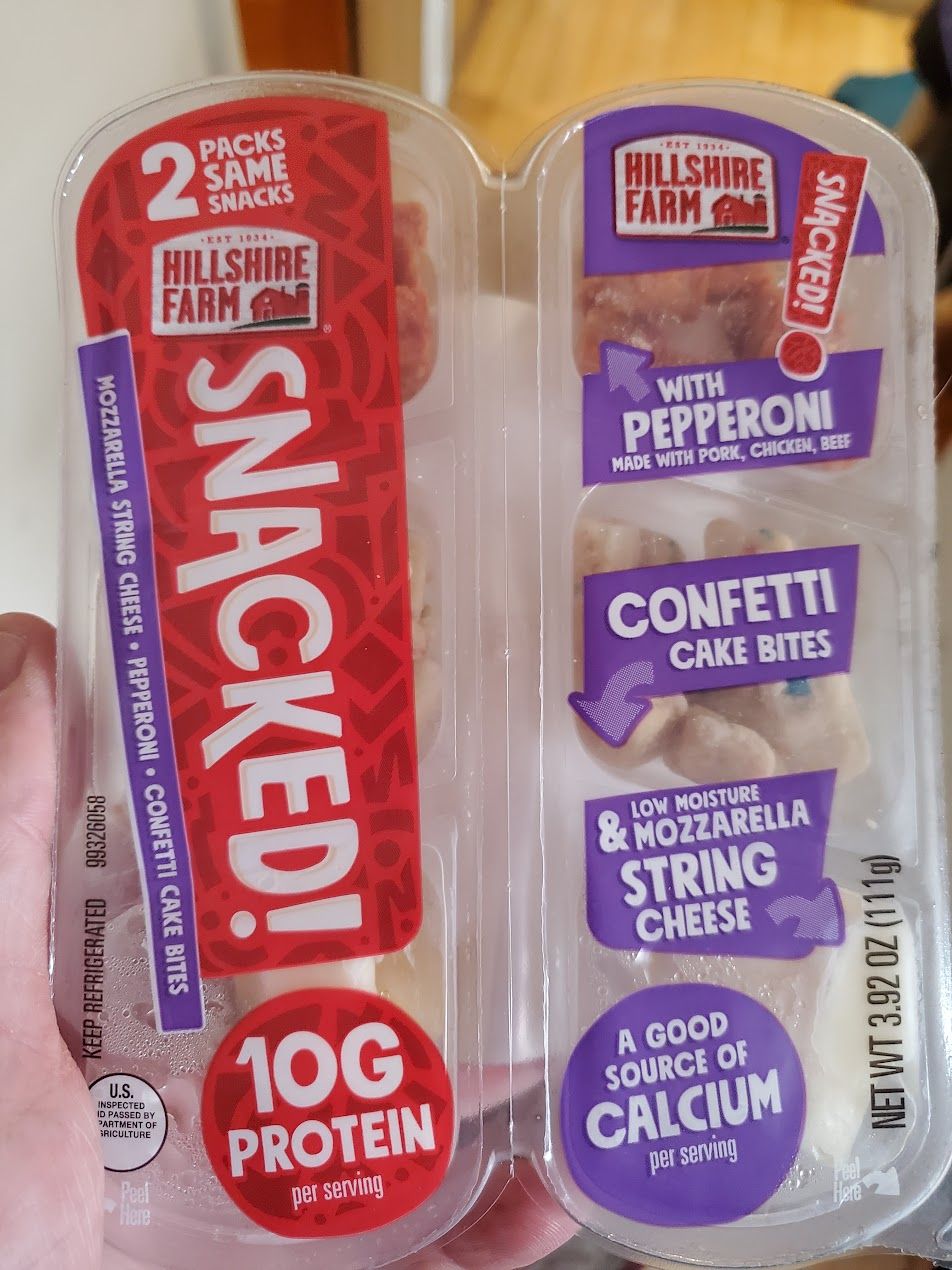 2 PACKS
SAME
SNACKS
·EST 1934·
HILLSHIRE
FARM
®
SNACKED!
MOZZARELLA STRING CHEESE • PEPPERONI • CONFETTI CAKE BITES
KEEP REFRIGERATED 99326058
10G
PROTEIN
per serving
U.S.
INSPECTED
PASSED BY
Peel
Here
·EST 1934·
HILLSHIRE
FARM
SNACKED!
WITH
PEPPERONI
MADE WITH PORK, CHICKEN, BEEF
CONFETTI
CAKE BITES
LOW MOISTURE
& MOZZARELLA
STRING
CHEESE
A GOOD
SOURCE OF
CALCIUM
per serving
NET WT 3.92 OZ (111g)
Peel
Here